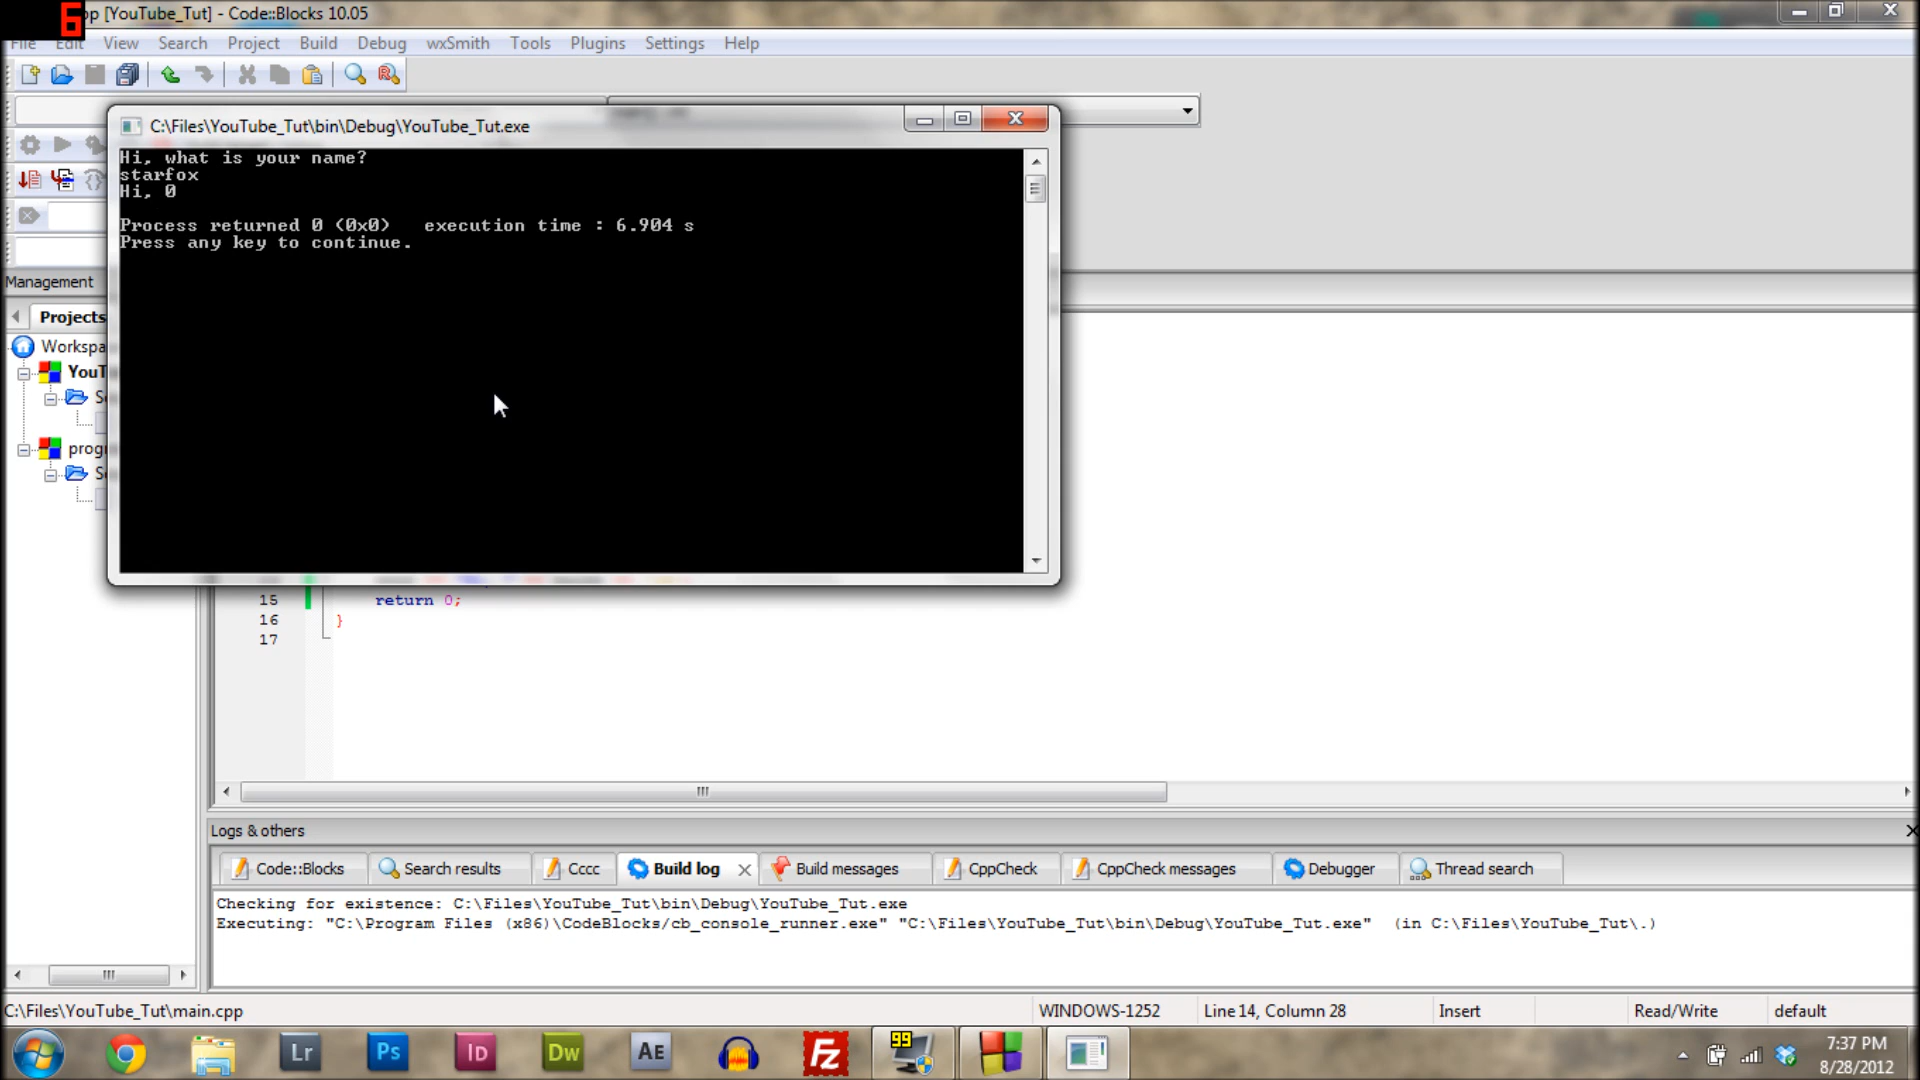 6
pp [YouTube_Tut] - Code::Blocks 10.05
File Edit View Search Project Build Debug wxSmith Tools Plugins Settings Help
C:\Files\YouTube_Tut\bin\Debug\YouTube_Tut.exe
Hi, what is your name?
starfox
Hi, 0
Process returned 0 (0x0)   execution time : 6.904 s
Press any key to continue.
Management
Projects
Workspa
YouT
S
prog
S
15 return 0;
16 }
17
Logs & others
Code::Blocks Search results Cccc Build log Build messages CppCheck CppCheck messages Debugger Thread search
Checking for existence: C:\Files\YouTube_Tut\bin\Debug\YouTube_Tut.exe
Executing: "C:\Program Files (x86)\CodeBlocks/cb_console_runner.exe" "C:\Files\YouTube_Tut\bin\Debug\YouTube_Tut.exe"  (in C:\Files\YouTube_Tut\.)
C:\Files\YouTube_Tut\main.cpp WINDOWS-1252 Line 14, Column 28 Insert Read/Write default
Lr Ps Id Dw AE Fz 99
7:37 PM
8/28/2012